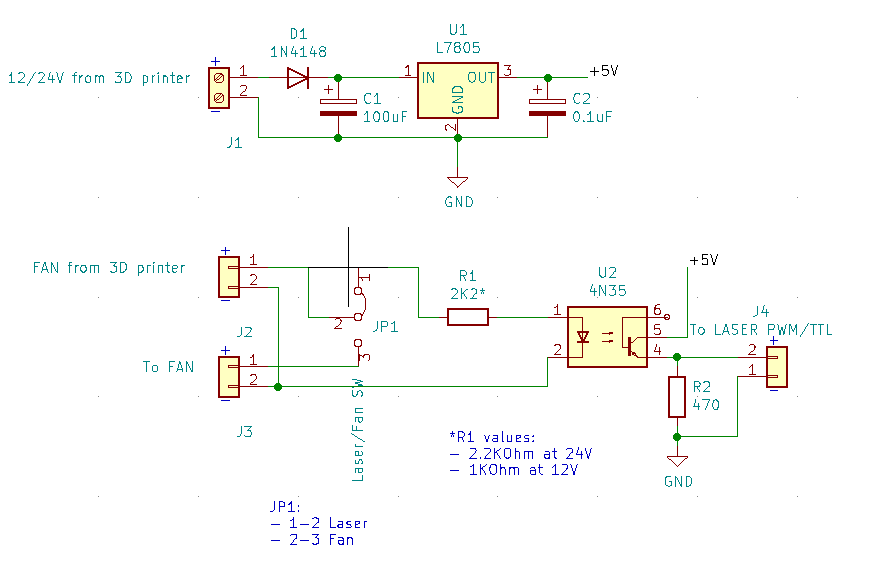 D1
1N4148
U1
L7805
12/24V from 3D printer
+
1
2
−
J1
+
C1
100uF
1
IN
OUT
3
GND
2
+5V
+
C2
0.1uF
GND
FAN from 3D printer
+
1
2
−
J2
1
2
3
JP1
Laser/Fan SW
R1
2K2*
U2
4N35
1
2
6
5
4
+5V
J4
To LASER PWM/TTL
+
2
1
−
R2
470
GND
To FAN
+
1
2
−
J3
*R1 values:
− 2.2KOhm at 24V
− 1KOhm at 12V
JP1:
− 1−2 Laser
− 2−3 Fan